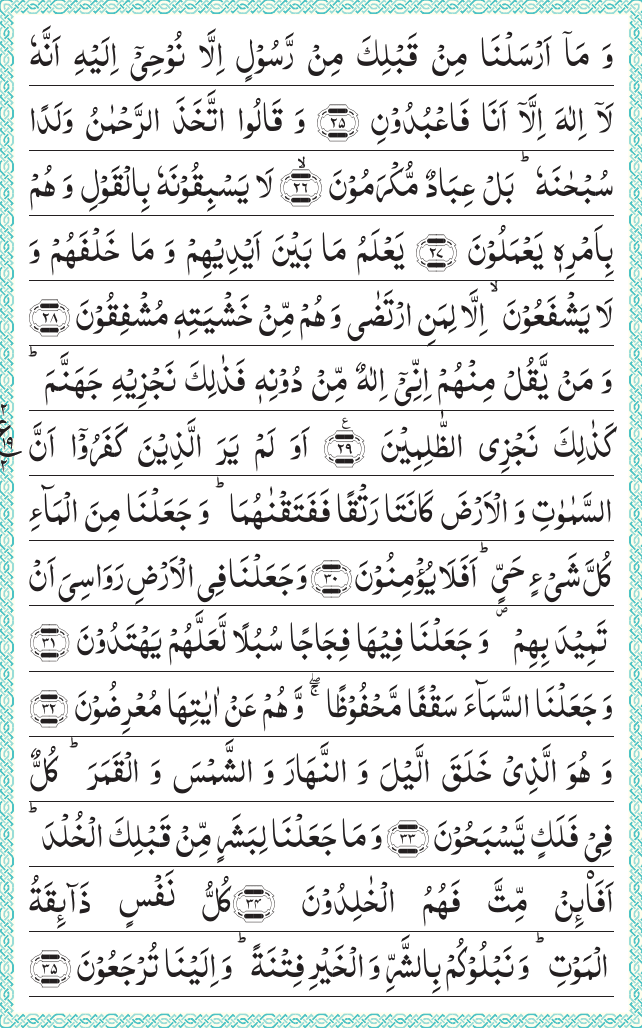 وَ مَاۤ اَرْسَلْنَا مِنْ قَبْلِكَ مِنْ رَّسُوْلٍ اِلَّا نُوْحِیْۤ اِلَیْهِ اَنَّهٗ
لَاۤ اِلٰهَ اِلَّاۤ اَنَا فَاعْبُدُوْنِ ﴿۲۵﴾ وَ قَالُوا اتَّخَذَ الرَّحْمٰنُ وَلَدًا
سُبْحٰنَهٗ ؕ بَلْ عِبَادٌ مُّكْرَمُوْنَ ﴿ۙ۲۶﴾ لَا یَسْبِقُوْنَهٗ بِالْقَوْلِ وَ هُمْ
بِاَمْرِهٖ یَعْمَلُوْنَ ﴿۲۷﴾ یَعْلَمُ مَا بَیْنَ اَیْدِیْهِمْ وَ مَا خَلْفَهُمْ وَ
لَا یَشْفَعُوْنَ ۙ اِلَّا لِمَنِ ارْتَضٰی وَ هُمْ مِّنْ خَشْیَتِهٖ مُشْفِقُوْنَ ﴿۲۸﴾
وَ مَنْ یَّقُلْ مِنْهُمْ اِنِّیْۤ اِلٰهٌ مِّنْ دُوْنِهٖ فَذٰلِكَ نَجْزِیْهِ جَهَنَّمَ ؕ
كَذٰلِكَ نَجْزِی الظّٰلِمِیْنَ ﴿۲۹﴾ ع اَوَ لَمْ یَرَ الَّذِیْنَ كَفَرُوْۤا اَنَّ
۲ ع ۱۹ ۲
السَّمٰوٰتِ وَ الْاَرْضَ كَانَتَا رَتْقًا فَفَتَقْنٰهُمَا ؕ وَ جَعَلْنَا مِنَ الْمَآءِ
كُلَّ شَیْءٍ حَیٍّ ؕ اَفَلَا یُؤْمِنُوْنَ ﴿۳۰﴾ وَ جَعَلْنَا فِی الْاَرْضِ رَوَاسِیَ اَنْ
تَمِیْدَ بِهِمْ ۪ وَ جَعَلْنَا فِیْهَا فِجَاجًا سُبُلًا لَّعَلَّهُمْ یَهْتَدُوْنَ ﴿۳۱﴾
وَ جَعَلْنَا السَّمَآءَ سَقْفًا مَّحْفُوْظًا ۚۖ وَّ هُمْ عَنْ اٰیٰتِهَا مُعْرِضُوْنَ ﴿۳۲﴾
وَ هُوَ الَّذِیْ خَلَقَ الَّیْلَ وَ النَّهَارَ وَ الشَّمْسَ وَ الْقَمَرَ ؕ كُلٌّ
فِیْ فَلَكٍ یَّسْبَحُوْنَ ﴿۳۳﴾ وَ مَا جَعَلْنَا لِبَشَرٍ مِّنْ قَبْلِكَ الْخُلْدَ ؕ
اَفَا۠ئِنْ مِّتَّ فَهُمُ الْخٰلِدُوْنَ ﴿۳۴﴾ كُلُّ نَفْسٍ ذَآئِقَةُ
الْمَوْتِ ؕ وَ نَبْلُوْكُمْ بِالشَّرِّ وَ الْخَیْرِ فِتْنَةً ؕ وَ اِلَیْنَا تُرْجَعُوْنَ ﴿۳۵﴾